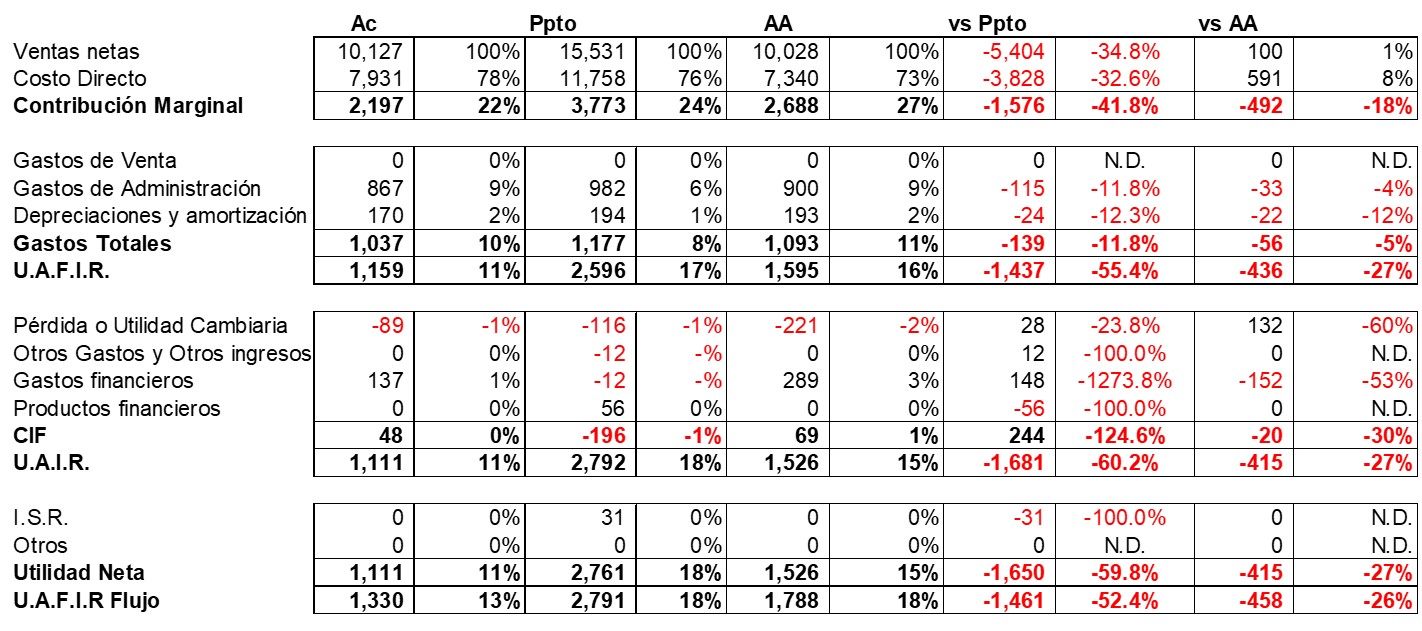 Ac Ppto AA vs Ppto vs AA
Ventas netas 10,127 100% 15,531 100% 10,028 100% -5,404 -34.8% 100 1%
Costo Directo 7,931 78% 11,758 76% 7,340 73% -3,828 -32.6% 591 8%
Contribución Marginal 2,197 22% 3,773 24% 2,688 27% -1,576 -41.8% -492 -18%
Gastos de Venta 0 0% 0 0% 0 0% 0 N.D. 0 N.D.
Gastos de Administración 867 9% 982 6% 900 9% -115 -11.8% -33 -4%
Depreciaciones y amortización 170 2% 194 1% 193 2% -24 -12.3% -22 -12%
Gastos Totales 1,037 10% 1,177 8% 1,093 11% -139 -11.8% -56 -5%
U.A.F.I.R. 1,159 11% 2,596 17% 1,595 16% -1,437 -55.4% -436 -27%
Pérdida o Utilidad Cambiaria -89 -1% -116 -1% -221 -2% 28 -23.8% 132 -60%
Otros Gastos y Otros ingresos 0 0% -12 -% 0 0% 12 -100.0% 0 N.D.
Gastos financieros 137 1% -12 -% 289 3% 148 -1273.8% -152 -53%
Productos financieros 0 0% 56 0% 0 0% -56 -100.0% 0 N.D.
CIF 48 0% -196 -1% 69 1% 244 -124.6% -20 -30%
U.A.I.R. 1,111 11% 2,792 18% 1,526 15% -1,681 -60.2% -415 -27%
I.S.R. 0 0% 31 0% 0 0% -31 -100.0% 0 N.D.
Otros 0 0% 0 0% 0 0% 0 N.D. 0 N.D.
Utilidad Neta 1,111 11% 2,761 18% 1,526 15% -1,650 -59.8% -415 -27%
U.A.F.I.R Flujo 1,330 13% 2,791 18% 1,788 18% -1,461 -52.4% -458 -26%